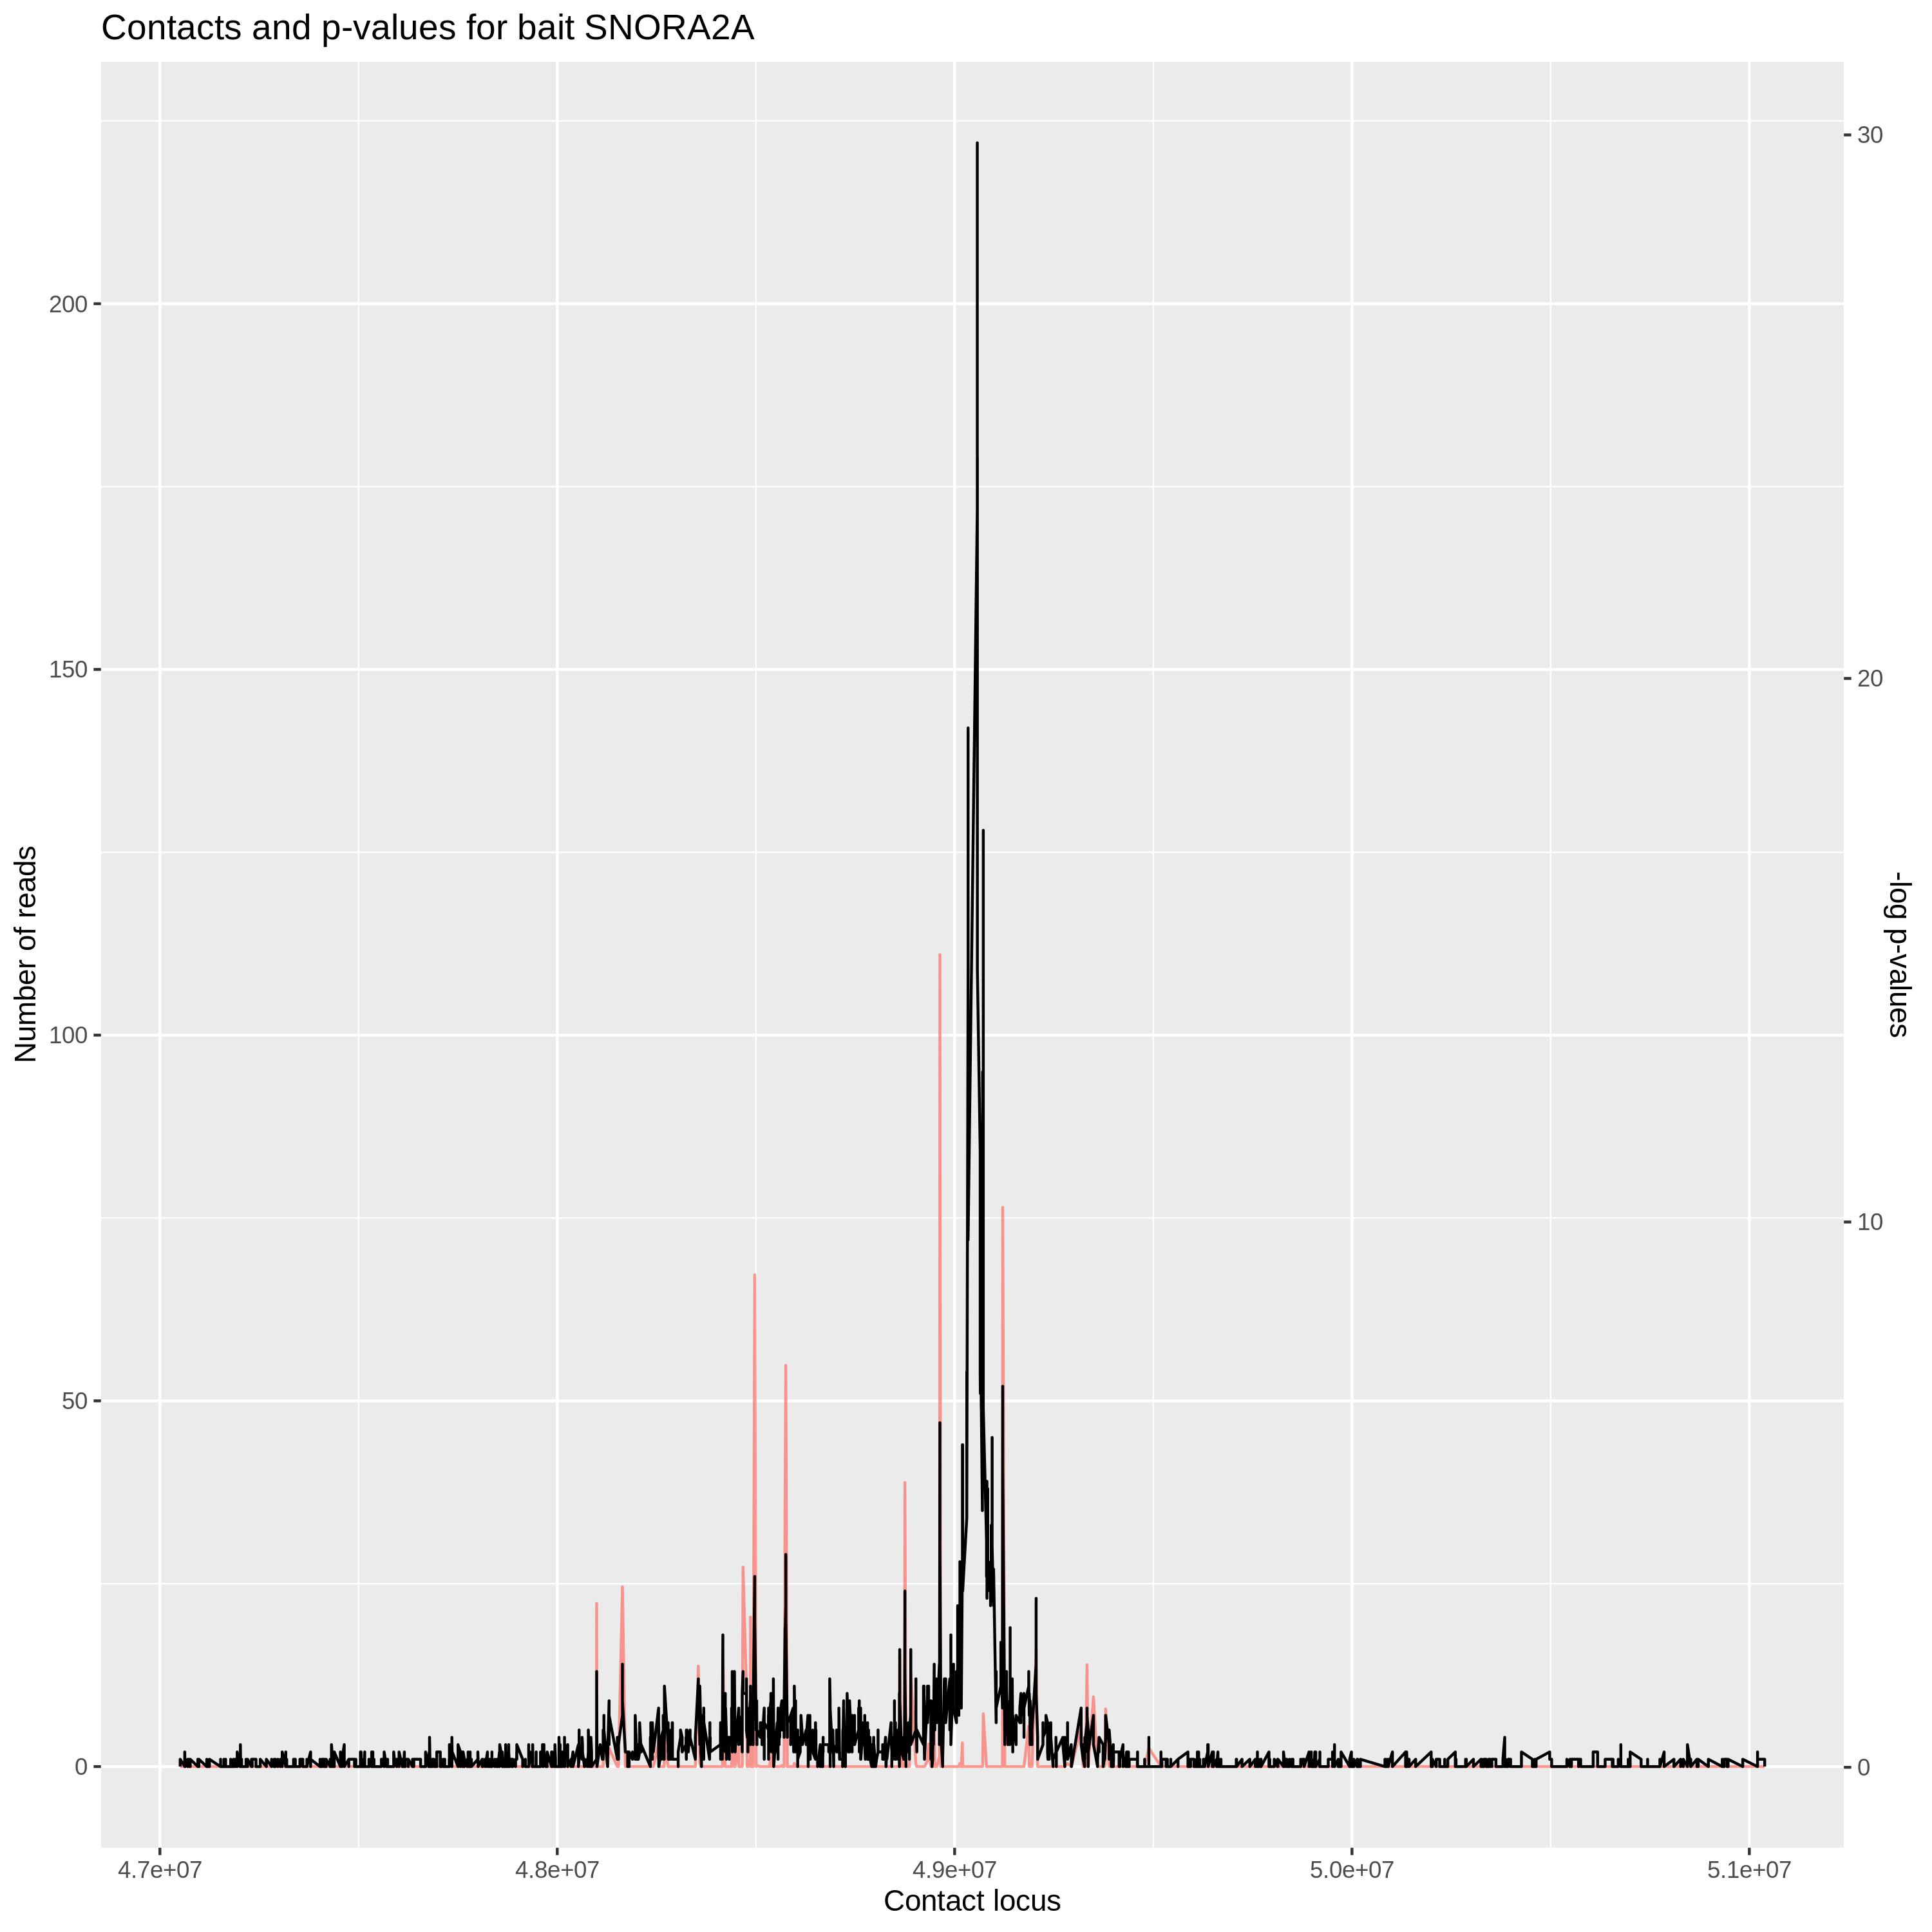 Contacts and p-values for bait SNORA2A
Number of reads
200
150
100
50
0
30
20
10
0
-log p-values
4.7e+07 4.8e+07 4.9e+07 5.0e+07 5.1e+07
Contact locus